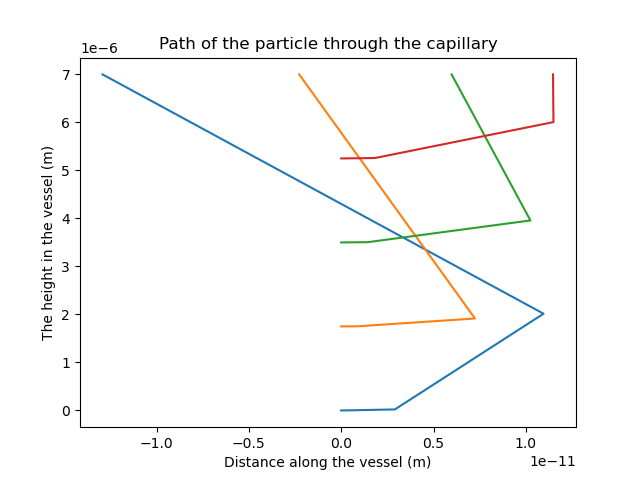 Path of the particle through the capillary
1e−6
7
6
5
4
3
2
1
0
The height in the vessel (m)
−1.0 −0.5 0.0 0.5 1.0
Distance along the vessel (m)
1e−11